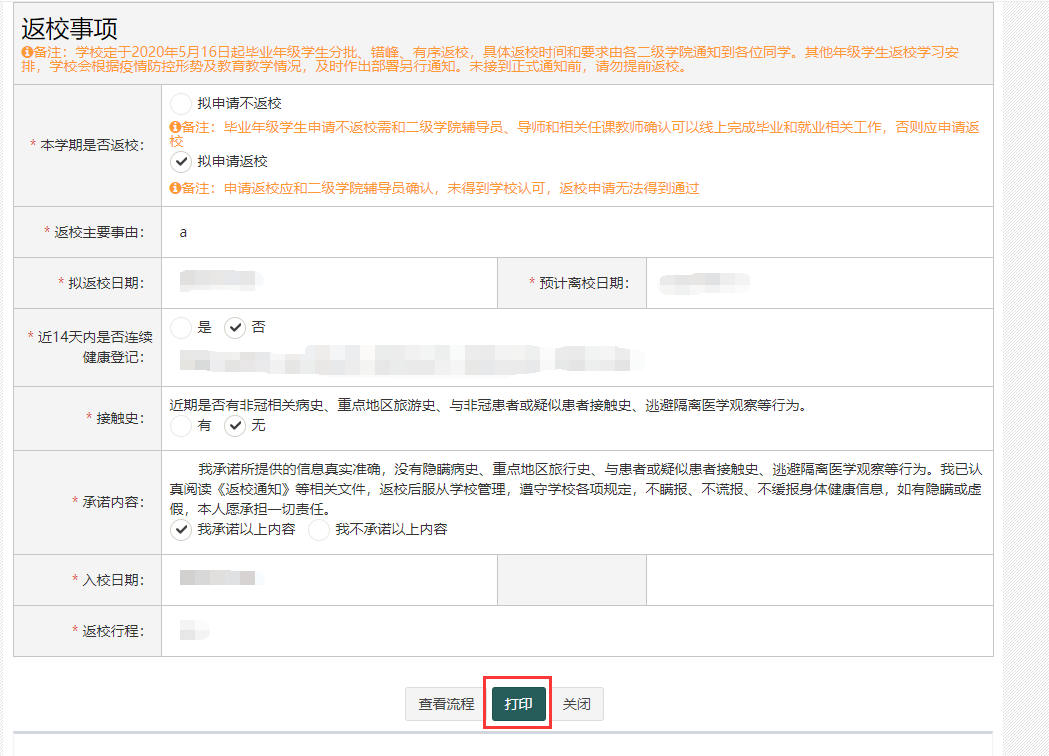 返校事项
备注：学校定于2020年5月16日起毕业年级学生分批、错峰、有序返校，具体返校时间和要求由各二级学院通知到各位同学。其他年级学生返校学习安
排，学校会根据疫情防控形势及教育教学情况，及时作出部署另行通知。未接到正式通知前，请勿提前返校。
* 本学期是否返校：
拟申请不返校
备注：毕业年级学生申请不返校需和二级学院辅导员、导师和相关任课教师确认可以线上完成毕业和就业相关工作，否则应申请返
校
拟申请返校
备注：申请返校应和二级学院辅导员确认，未得到学校认可，返校申请无法得到通过
* 返校主要事由：
a
* 拟返校日期：
* 预计离校日期：
* 近14天内是否连续
健康登记：
是 否
* 接触史：
近期是否有非冠相关病史、重点地区旅游史、与非冠患者或疑似患者接触史、逃避隔离医学观察等行为。
有 无
* 承诺内容：
我承诺所提供的信息真实准确，没有隐瞒病史、重点地区旅行史、与患者或疑似患者接触史、逃避隔离医学观察等行为。我已认
真阅读《返校通知》等相关文件，返校后服从学校管理，遵守学校各项规定，不瞒报、不谎报、不缓报身体健康信息，如有隐瞒或虚
假，本人愿承担一切责任。
我承诺以上内容 我不承诺以上内容
* 入校日期：
* 返校行程：
查看流程 打印 关闭